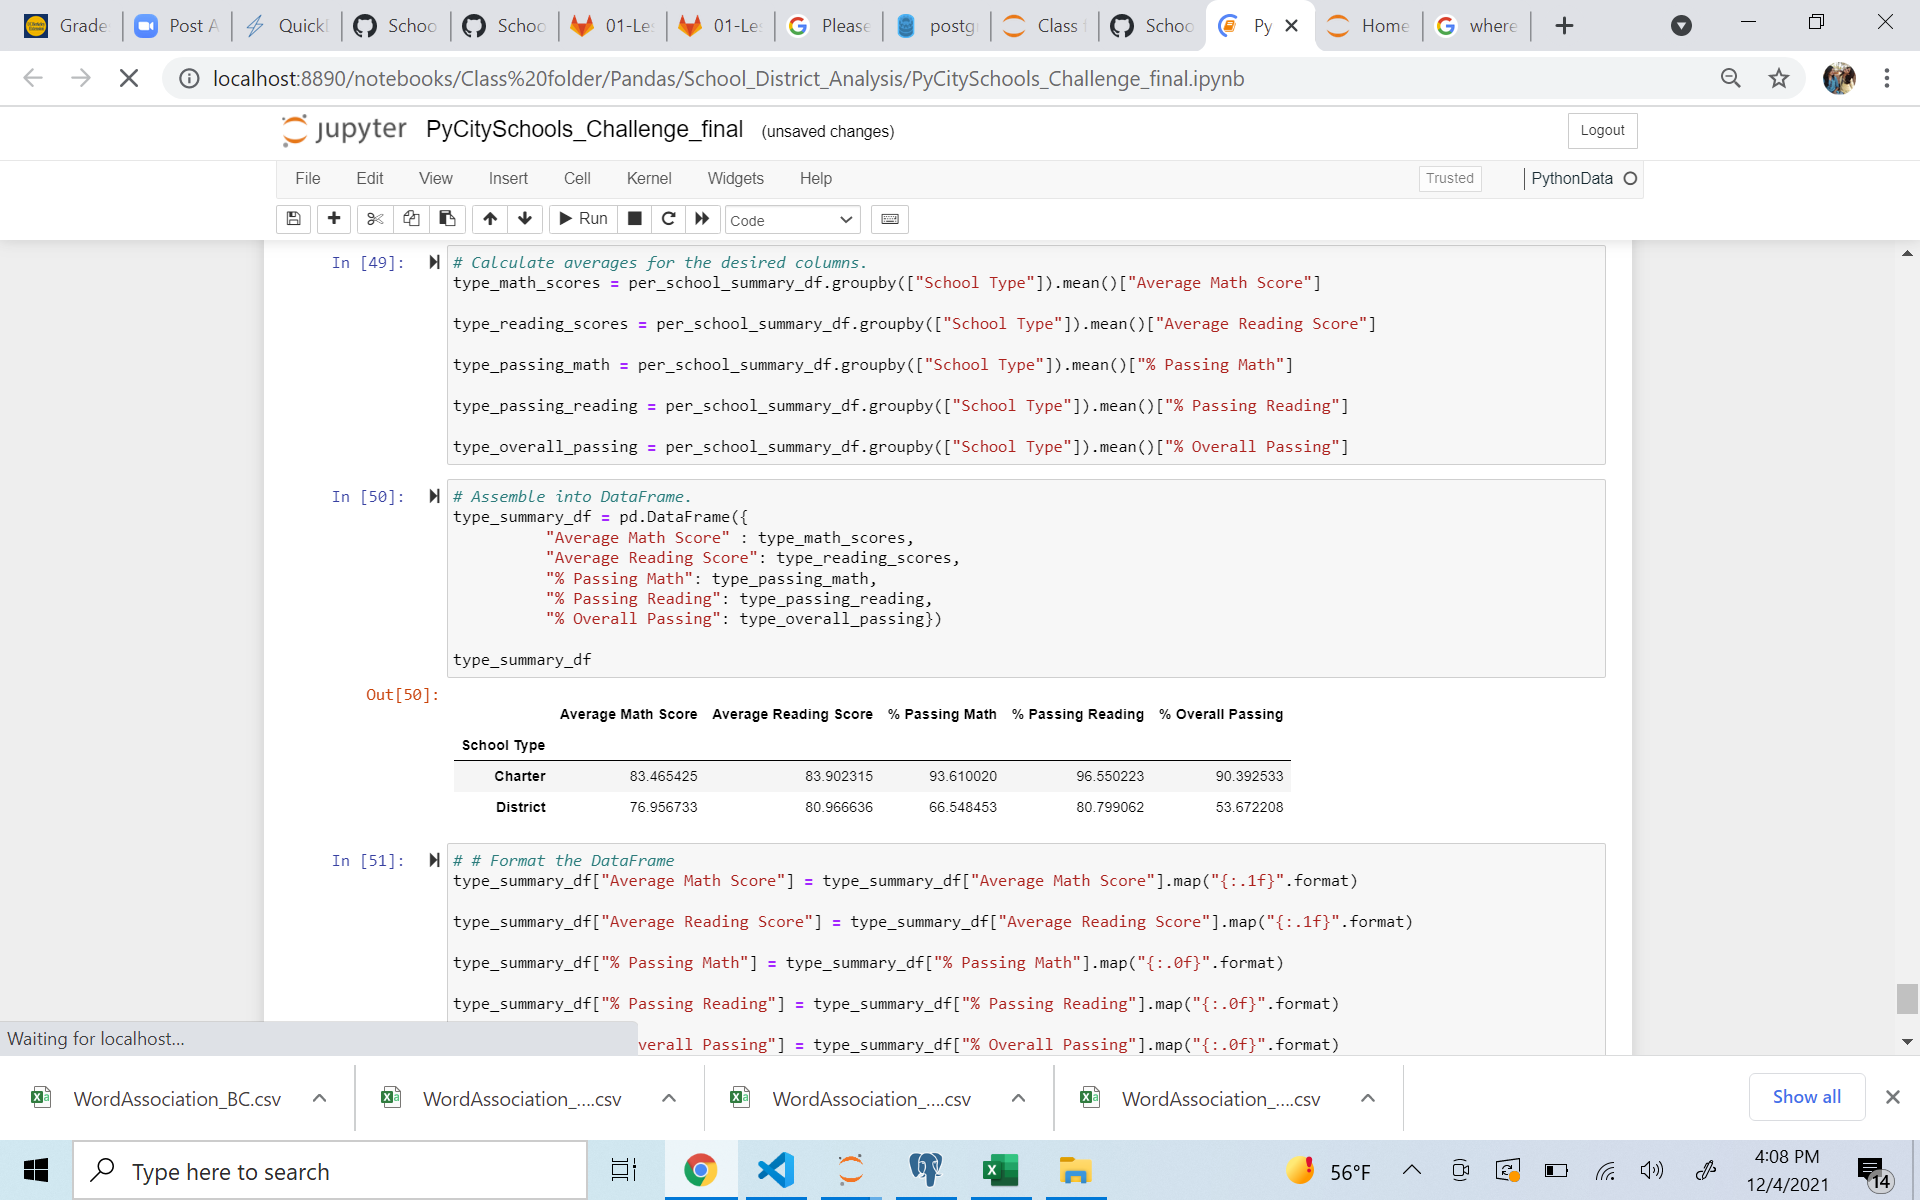 Grade
Post A
Quick
Schoo
Schoo
01-Les
01-Les
Please
postg
Class
Schoo
Py
Home
where
localhost:8890/notebooks/Class%20folder/Pandas/School_District_Analysis/PyCitySchools_Challenge_final.ipynb
jupyter PyCitySchools_Challenge_final (unsaved changes)
Logout
File Edit View Insert Cell Kernel Widgets Help
Trusted
PythonData
Run
Code
In [49]:
# Calculate averages for the desired columns.
type_math_scores = per_school_summary_df.groupby(["School Type"]).mean()["Average Math Score"]
type_reading_scores = per_school_summary_df.groupby(["School Type"]).mean()["Average Reading Score"]
type_passing_math = per_school_summary_df.groupby(["School Type"]).mean()["% Passing Math"]
type_passing_reading = per_school_summary_df.groupby(["School Type"]).mean()["% Passing Reading"]
type_overall_passing = per_school_summary_df.groupby(["School Type"]).mean()["% Overall Passing"]
In [50]:
# Assemble into DataFrame.
type_summary_df = pd.DataFrame({
"Average Math Score" : type_math_scores,
"Average Reading Score": type_reading_scores,
"% Passing Math": type_passing_math,
"% Passing Reading": type_passing_reading,
"% Overall Passing": type_overall_passing})
type_summary_df
Out[50]:
Average Math Score Average Reading Score % Passing Math % Passing Reading % Overall Passing
School Type
Charter 83.465425 83.902315 93.610020 96.550223 90.392533
District 76.956733 80.966636 66.548453 80.799062 53.672208
In [51]:
# # Format the DataFrame
type_summary_df["Average Math Score"] = type_summary_df["Average Math Score"].map("{:.1f}".format)
type_summary_df["Average Reading Score"] = type_summary_df["Average Reading Score"].map("{:.1f}".format)
type_summary_df["% Passing Math"] = type_summary_df["% Passing Math"].map("{:.0f}".format)
type_summary_df["% Passing Reading"] = type_summary_df["% Passing Reading"].map("{:.0f}".format)
verall Passing"] = type_summary_df["% Overall Passing"].map("{:.0f}".format)
Waiting for localhost...
WordAssociation_BC.csv
WordAssociation_....csv
WordAssociation_....csv
WordAssociation_....csv
Show all
Type here to search
56°F
4:08 PM
12/4/2021
14